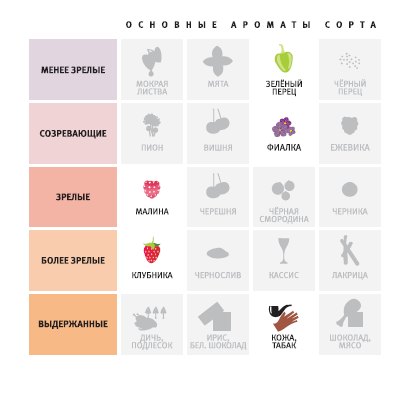 ОСНОВНЫЕ АРОМАТЫ СОРТА
МЕНЕЕ ЗРЕЛЫЕ
МОКРАЯ
ЛИСТВА
МЯТА
ЗЕЛЁНЫЙ
ПЕРЕЦ
ЧЁРНЫЙ
ПЕРЕЦ
СОЗРЕВАЮЩИЕ
ПИОН
ВИШНЯ
ФИАЛКА
ЕЖЕВИКА
ЗРЕЛЫЕ
МАЛИНА
ЧЕРЕШНЯ
ЧЁРНАЯ
СМОРОДИНА
ЧЕРНИКА
БОЛЕЕ ЗРЕЛЫЕ
КЛУБНИКА
ЧЕРНОСЛИВ
КАССИС
ЛАКРИЦА
ВЫДЕРЖАННЫЕ
ДИЧЬ,
ПОДЛЕСОК
ИРИС,
БЕЛ. ШОКОЛАД
КОЖА,
ТАБАК
ШОКОЛАД,
МЯСО